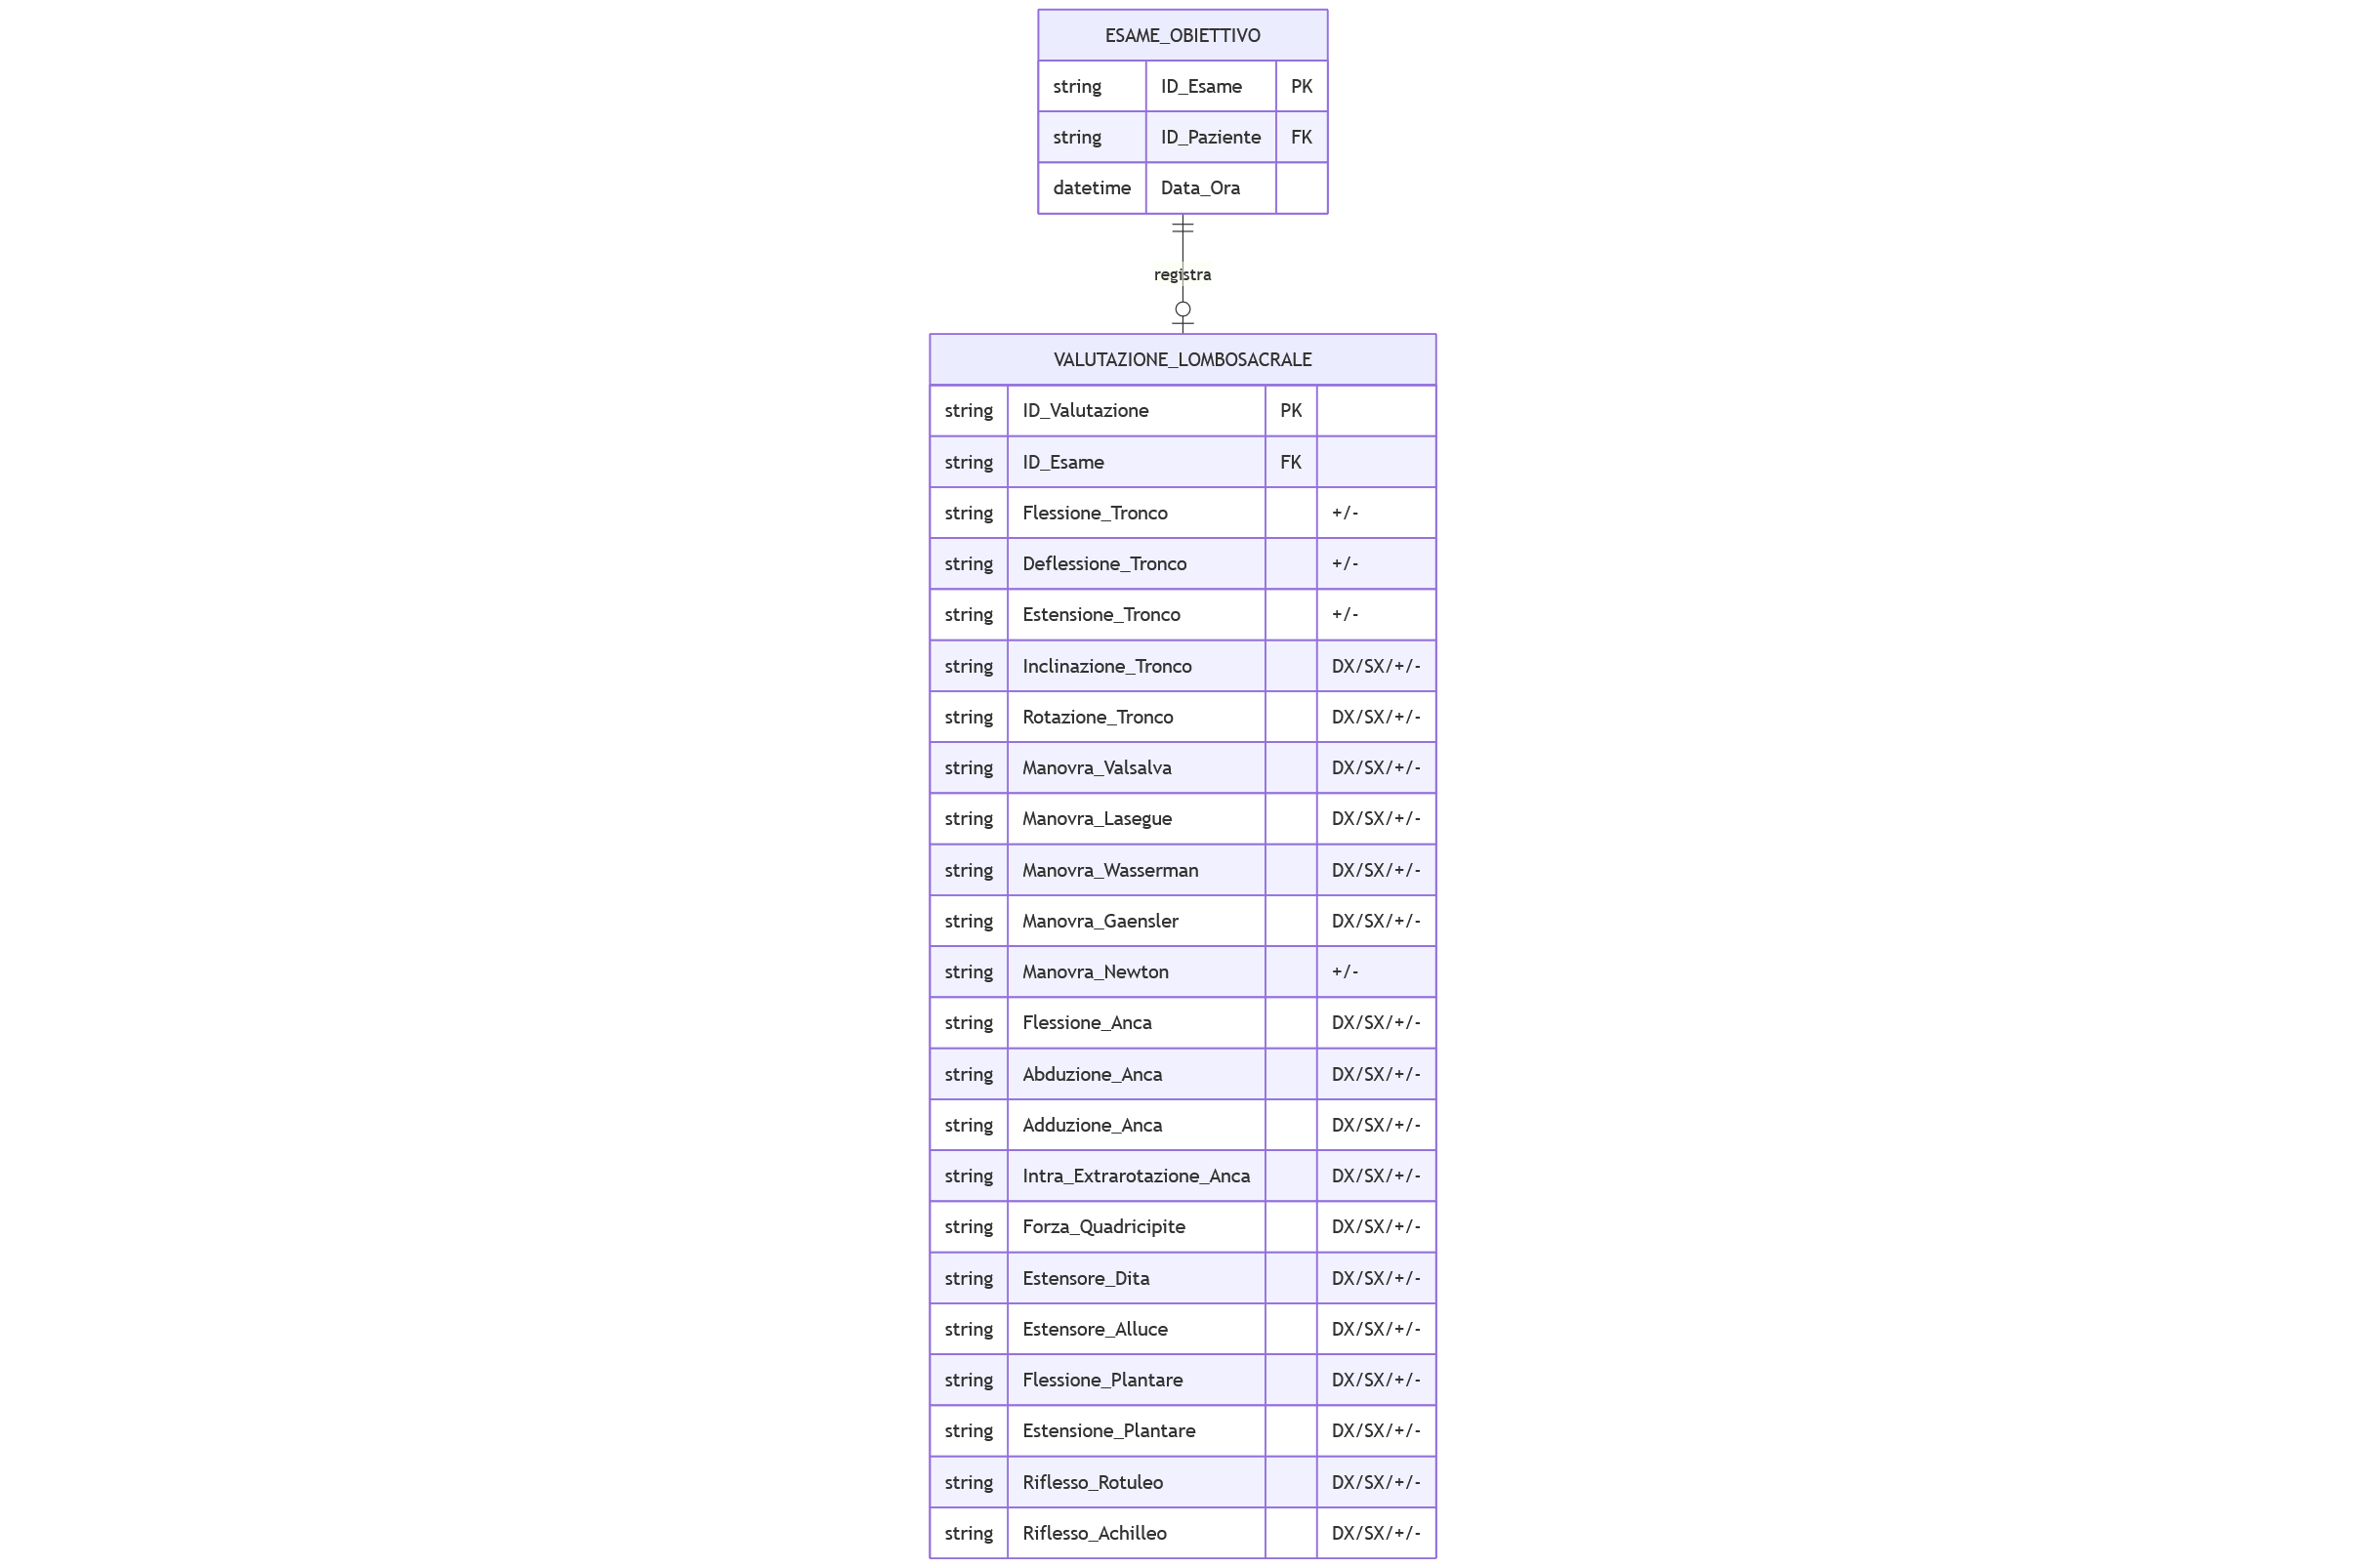 ESAME_OBIETTIVO
string ID_Esame PK
string ID_Paziente FK
datetime Data_Ora
registra
VALUTAZIONE_LOMBOSACRALE
string ID_Valutazione PK
string ID_Esame FK
string Flessione_Tronco +/-
string Deflessione_Tronco +/-
string Estensione_Tronco +/-
string Inclinazione_Tronco DX/SX/+/-
string Rotazione_Tronco DX/SX/+/-
string Manovra_Valsalva DX/SX/+/-
string Manovra_Lasegue DX/SX/+/-
string Manovra_Wasserman DX/SX/+/-
string Manovra_Gaensler DX/SX/+/-
string Manovra_Newton +/-
string Flessione_Anca DX/SX/+/-
string Abduzione_Anca DX/SX/+/-
string Adduzione_Anca DX/SX/+/-
string Intra_Extrarotazione_Anca DX/SX/+/-
string Forza_Quadricipite DX/SX/+/-
string Estensore_Dita DX/SX/+/-
string Estensore_Alluce DX/SX/+/-
string Flessione_Plantare DX/SX/+/-
string Estensione_Plantare DX/SX/+/-
string Riflesso_Rotuleo DX/SX/+/-
string Riflesso_Achilleo DX/SX/+/-